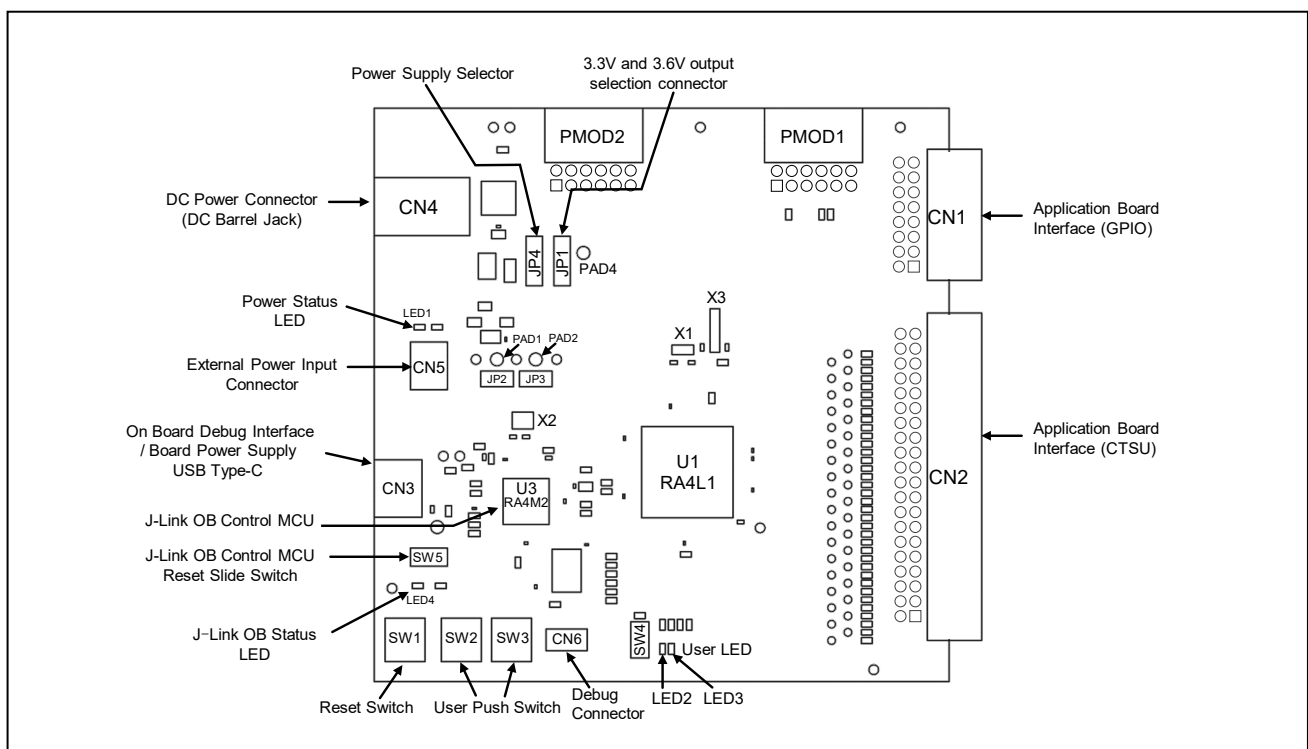 Power Supply Selector
3.3V and 3.6V output
selection connector
PMOD2
PMOD1
DC Power Connector
(DC Barrel Jack)
CN4
CN1
Application Board
Interface (GPIO)
JP4
JP1
PAD4
Power Status
LED
LED1
X3
X1
PAD1
PAD2
External Power Input
Connector
CN5
JP2
JP3
X2
On Board Debug Interface
/ Board Power Supply
USB Type-C
CN3
U1
RA4L1
CN2
Application Board
Interface (CTSU)
U3
RA4M2
J-Link OB Control MCU
J-Link OB Control MCU
Reset Slide Switch
SW5
LED4
J-Link OB Status
LED
SW1
SW2
SW3
CN6
SW4
User LED
Reset Switch
User Push Switch
Debug
Connector
LED2
LED3